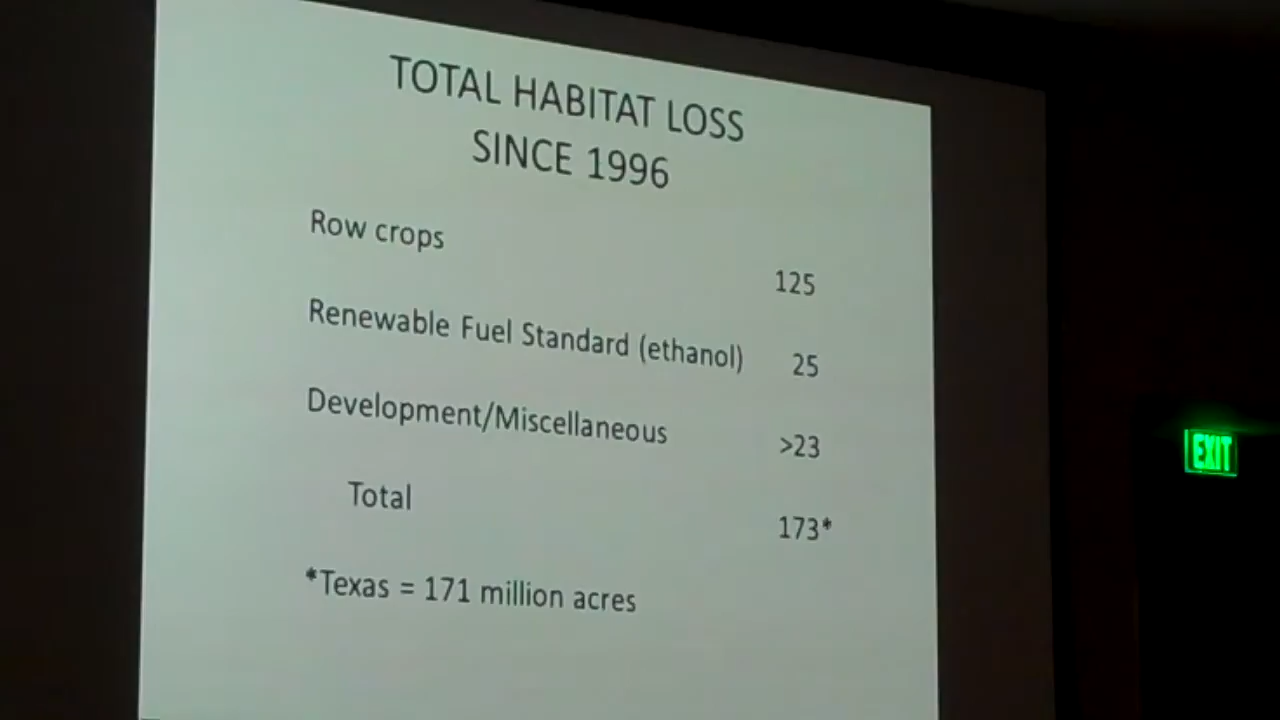 TOTAL HABITAT LOSS
SINCE 1996
Row crops 125
Renewable Fuel Standard (ethanol) 25
Development/Miscellaneous >23
Total 173*
*Texas = 171 million acres
EXIT